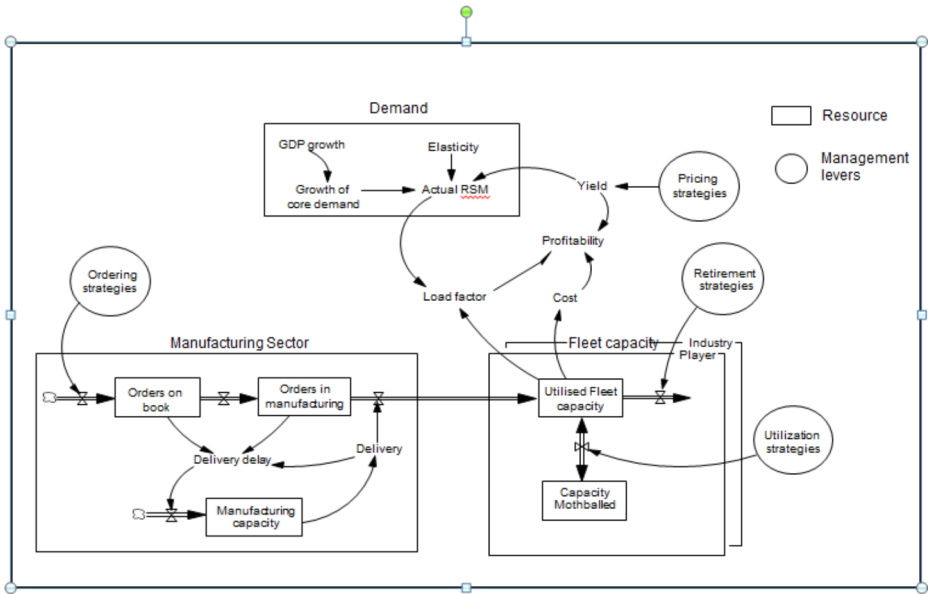 Demand
GDP growth
Elasticity
Growth of
core demand
Actual RSM
Yield
Pricing
strategies
Resource
Management
levers
Profitability
Ordering
strategies
Load factor
Cost
Retirement
strategies
Manufacturing Sector
Fleet capacity
Industry
Player
Orders on
book
Orders in
manufacturing
Utilised Fleet
capacity
Delivery delay
Delivery
Utilization
strategies
Manufacturing
capacity
Capacity
Mothballed